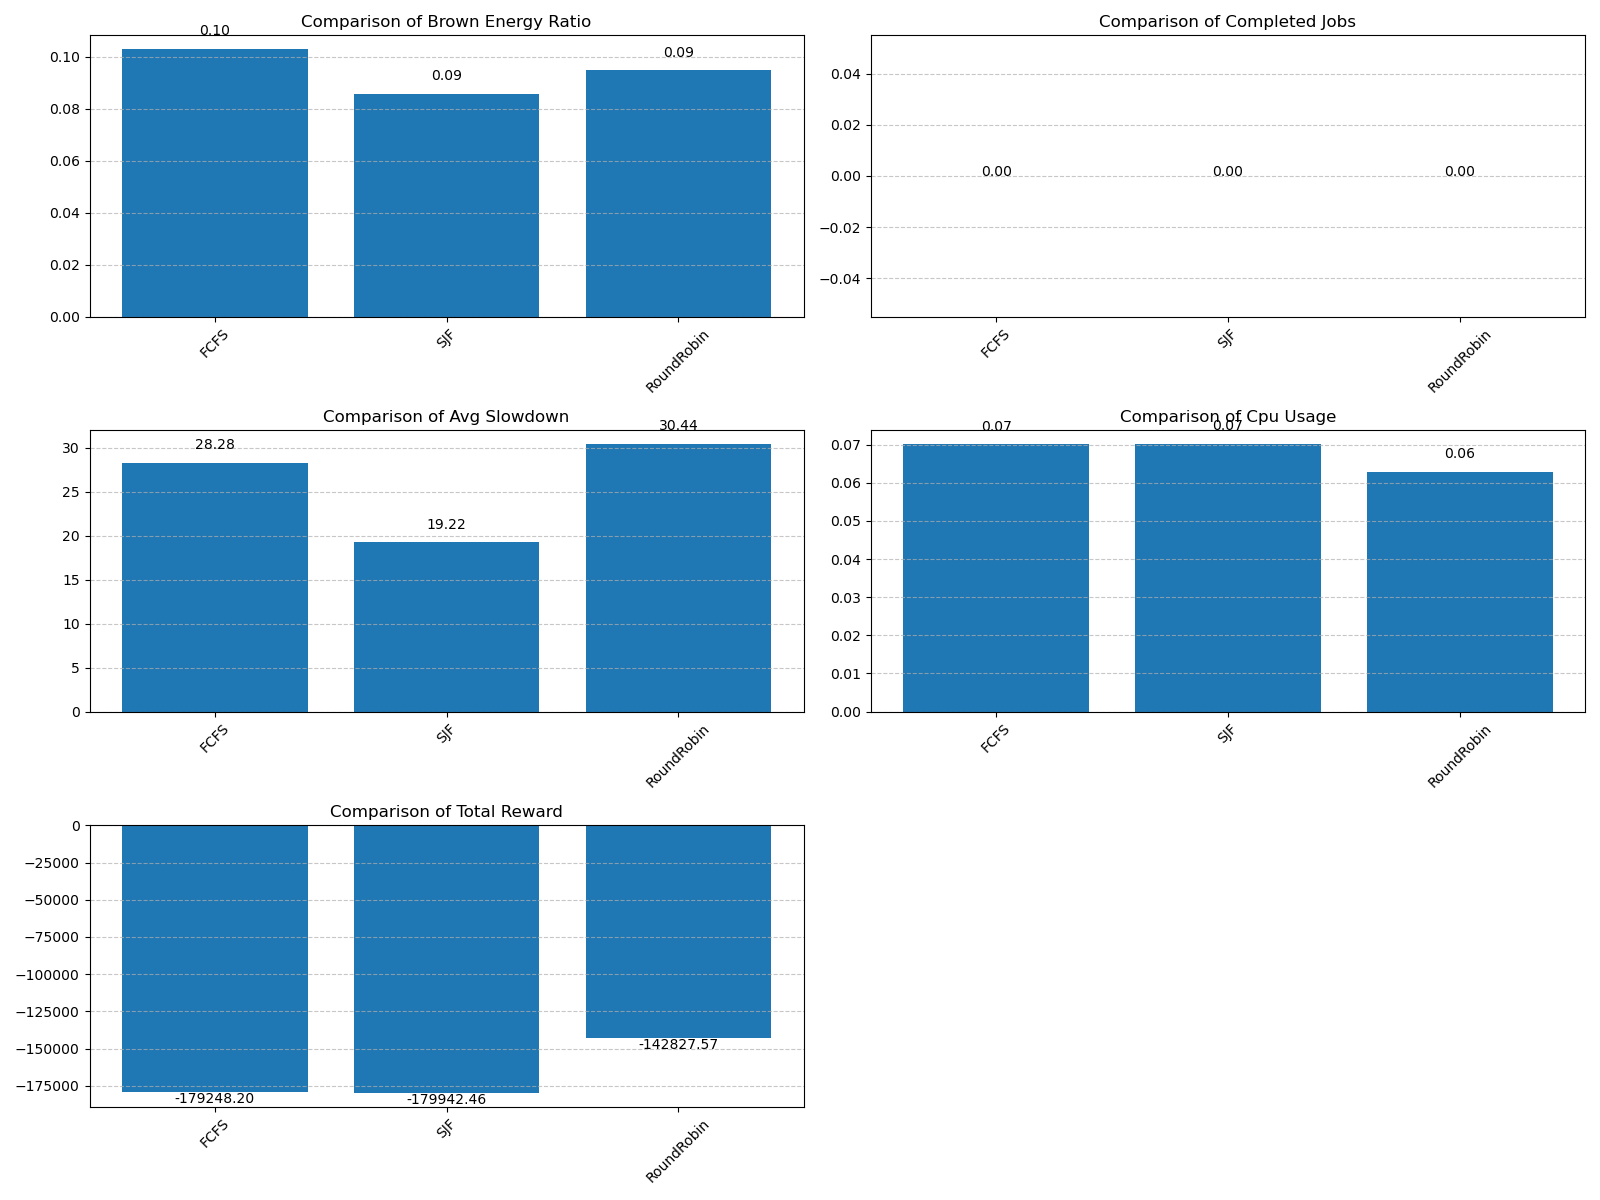 Comparison of Brown Energy Ratio
0.10
0.09
0.09
0.10
0.08
0.06
0.04
0.02
0.00
FCFS
SJF
RoundRobin
Comparison of Completed Jobs
0.04
0.02
0.00
−0.02
−0.04
0.00
0.00
0.00
FCFS
SJF
RoundRobin
Comparison of Avg Slowdown
28.28
19.22
30.44
30
25
20
15
10
5
0
FCFS
SJF
RoundRobin
Comparison of Cpu Usage
0.07
0.07
0.06
0.07
0.06
0.05
0.04
0.03
0.02
0.01
0.00
FCFS
SJF
RoundRobin
Comparison of Total Reward
0
−25000
−50000
−75000
−100000
−125000
−150000
−175000
-179248.20
-179942.46
-142827.57
FCFS
SJF
RoundRobin